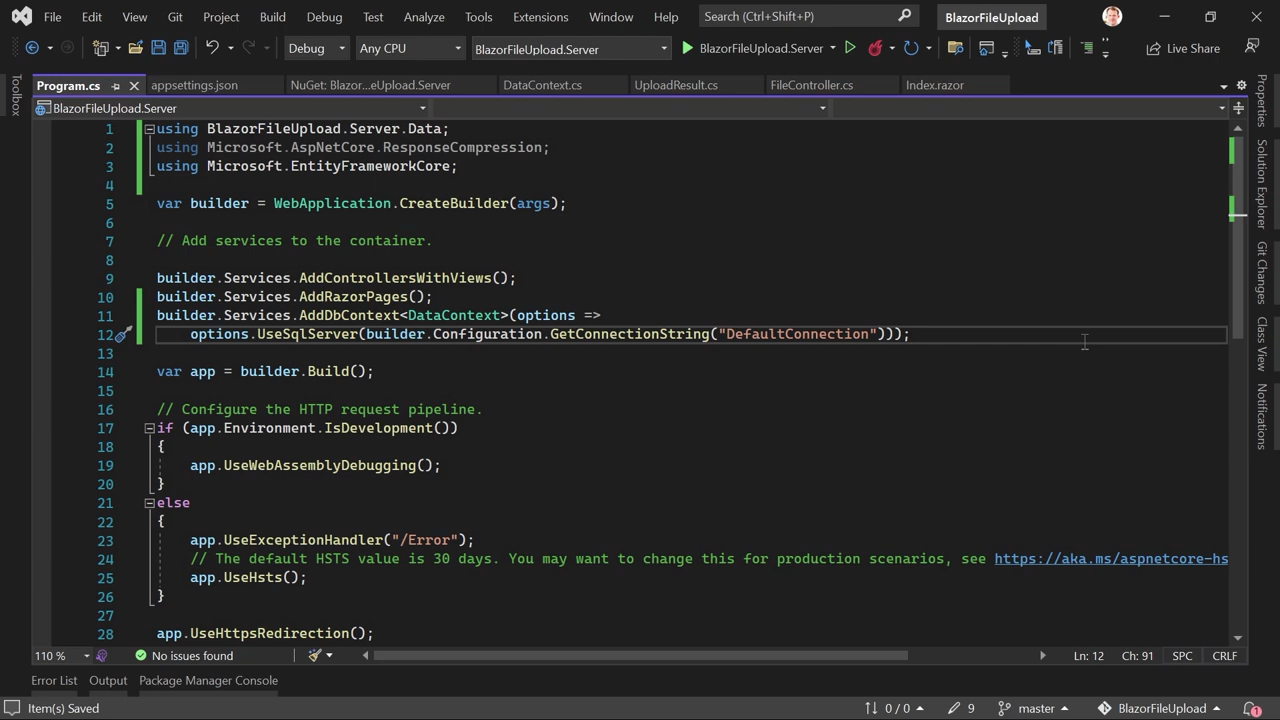 File Edit View Git Project Build Debug Test Analyze Tools Extensions Window Help Search (Ctrl+Shift+P) BlazorFileUpload
Debug Any CPU BlazorFileUpload.Server BlazorFileUpload.Server Live Share
Program.cs appsettings.json NuGet: Blazor...eUpload.Server DataContext.cs UploadResult.cs FileController.cs Index.razor
BlazorFileUpload.Server
1 using BlazorFileUpload.Server.Data;
2 using Microsoft.AspNetCore.ResponseCompression;
3 using Microsoft.EntityFrameworkCore;
4
5 var builder = WebApplication.CreateBuilder(args);
6
7 // Add services to the container.
8
9 builder.Services.AddControllersWithViews();
10 builder.Services.AddRazorPages();
11 builder.Services.AddDbContext<DataContext>(options =>
12 options.UseSqlServer(builder.Configuration.GetConnectionString("DefaultConnection")));
13
14 var app = builder.Build();
15
16 // Configure the HTTP request pipeline.
17 if (app.Environment.IsDevelopment())
18 {
19 app.UseWebAssemblyDebugging();
20 }
21 else
22 {
23 app.UseExceptionHandler("/Error");
24 // The default HSTS value is 30 days. You may want to change this for production scenarios, see https://aka.ms/aspnetcore-hs
25 app.UseHsts();
26 }
27
28 app.UseHttpsRedirection();
Toolbox
Properties
Solution Explorer
Git Changes
Class View
Notifications
110 % No issues found Ln: 12 Ch: 91 SPC CRLF
Error List Output Package Manager Console
Item(s) Saved 0 / 0 9 master BlazorFileUpload 1